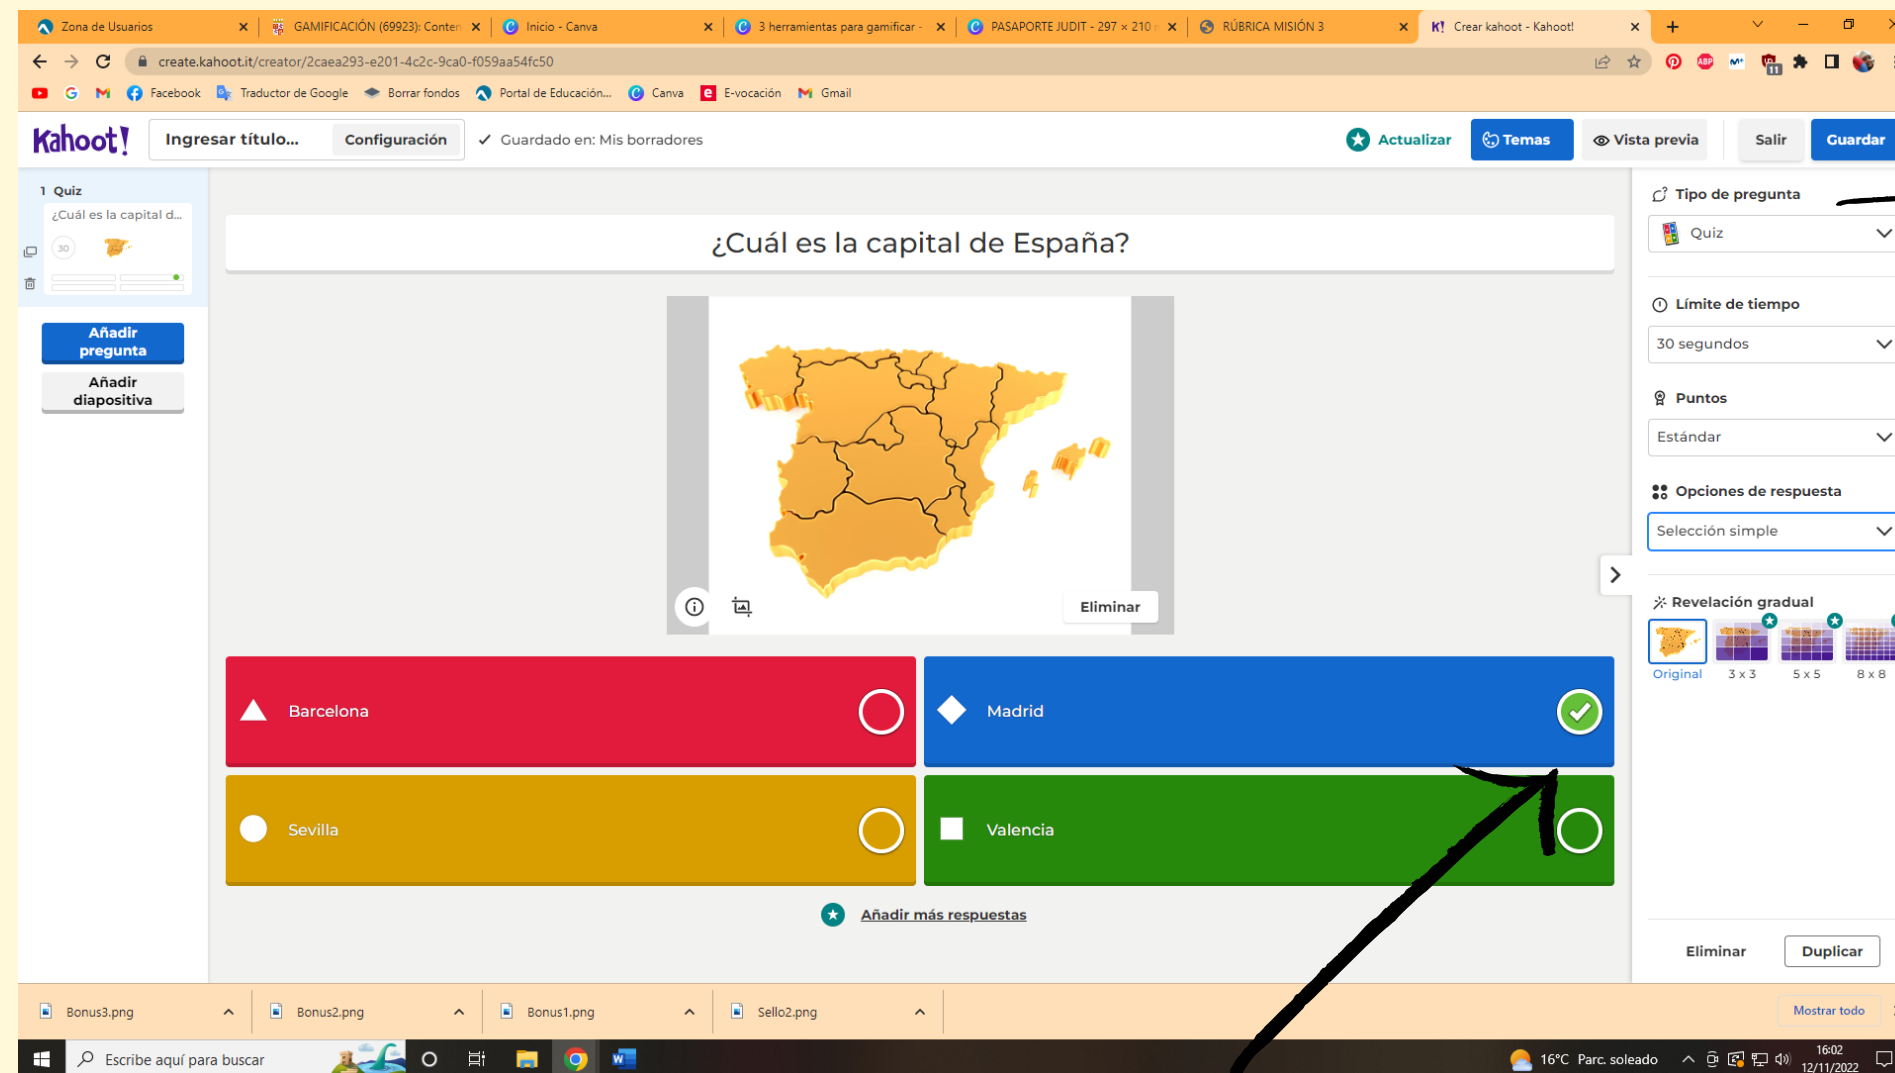 Zona de Usuarios
GAMIFICACIÓN (69923): Conten
Inicio - Canva
3 herramientas para gamificar -
PASAPORTE JUDIT - 297 × 210
RÚBRICA MISIÓN 3
Crear kahoot - Kahoot!
create.kahoot.it/creator/2caea293-e201-4c2c-9ca0-f059aa54fc50
ABP
11
Facebook
Traductor de Google
Borrar fondos
Portal de Educación...
Canva
E-vocación
Gmail
Kahoot!
Ingresar título...
Configuración
Guardado en: Mis borradores
Actualizar
Temas
Vista previa
Salir
Guardar
1 Quiz
¿Cuál es la capital d...
30
Añadir
pregunta
Añadir
diapositiva
¿Cuál es la capital de España?
Eliminar
Barcelona
Madrid
Sevilla
Valencia
Añadir más respuestas
Tipo de pregunta
Quiz
Límite de tiempo
30 segundos
Puntos
Estándar
Opciones de respuesta
Selección simple
Revelación gradual
Original
3 x 3
5 x 5
8 x 8
Eliminar
Duplicar
Bonus3.png
Bonus2.png
Bonus1.png
Sello2.png
Mostrar todo
Escribe aquí para buscar
16°C Parc. soleado
16:02
12/11/2022